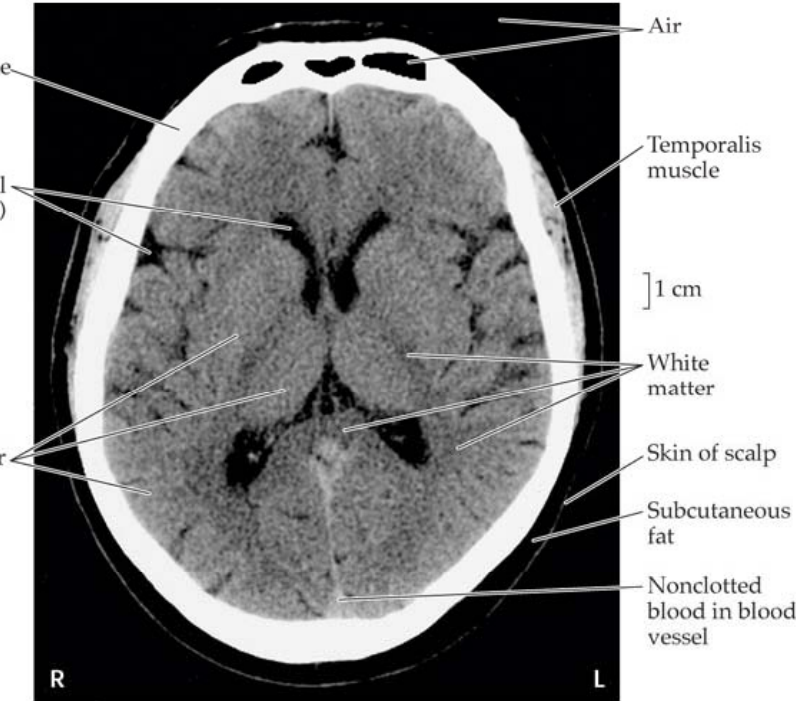 Air
e
Temporalis
muscle
l
)
1 cm
White
matter
r
Skin of scalp
Subcutaneous
fat
Nonclotted
blood in blood
vessel
R
L